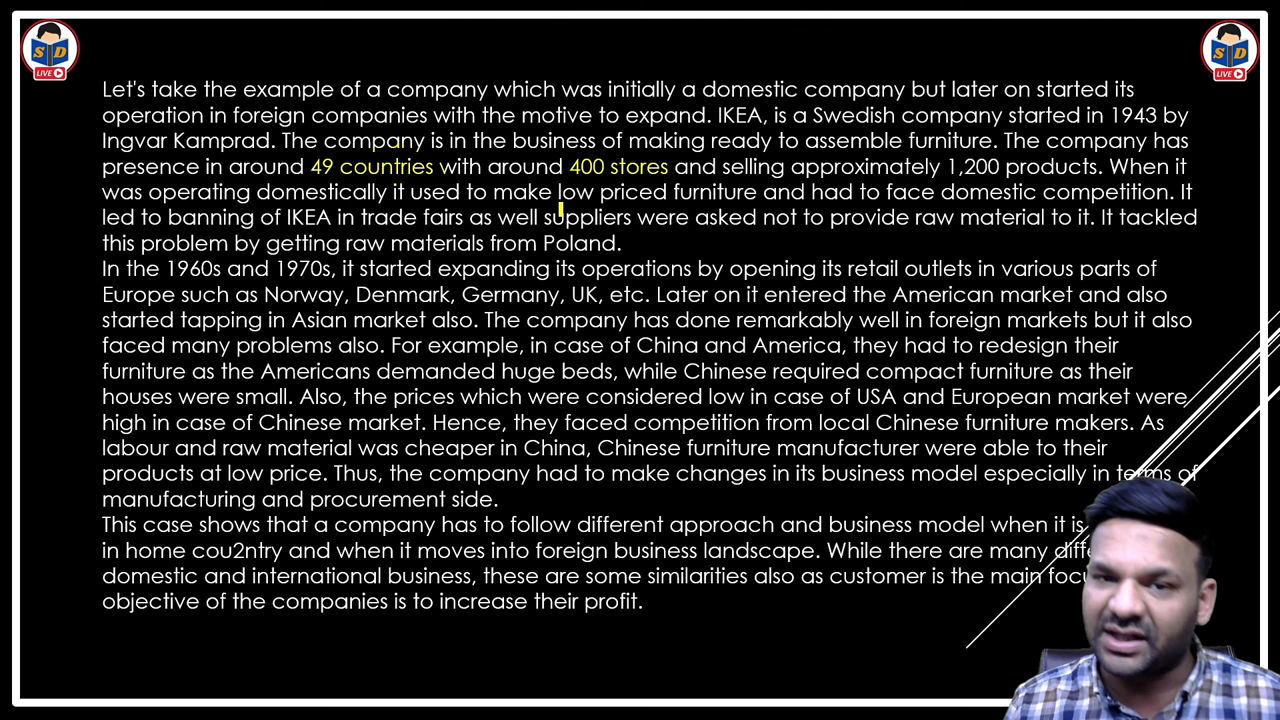 S D
LIVE
S D
LIVE
Let's take the example of a company which was initially a domestic company but later on started its
operation in foreign companies with the motive to expand. IKEA, is a Swedish company started in 1943 by
Ingvar Kamprad. The company is in the business of making ready to assemble furniture. The company has
presence in around 49 countries with around 400 stores and selling approximately 1,200 products. When it
was operating domestically it used to make low priced furniture and had to face domestic competition. It
led to banning of IKEA in trade fairs as well suppliers were asked not to provide raw material to it. It tackled
this problem by getting raw materials from Poland.
In the 1960s and 1970s, it started expanding its operations by opening its retail outlets in various parts of
Europe such as Norway, Denmark, Germany, UK, etc. Later on it entered the American market and also
started tapping in Asian market also. The company has done remarkably well in foreign markets but it also
faced many problems also. For example, in case of China and America, they had to redesign their
furniture as the Americans demanded huge beds, while Chinese required compact furniture as their
houses were small. Also, the prices which were considered low in case of USA and European market were
high in case of Chinese market. Hence, they faced competition from local Chinese furniture makers. As
labour and raw material was cheaper in China, Chinese furniture manufacturer were able to their
products at low price. Thus, the company had to make changes in its business model especially in terms of
manufacturing and procurement side.
This case shows that a company has to follow different approach and business model when it is
in home cou2ntry and when it moves into foreign business landscape. While there are many
domestic and international business, these are some similarities also as customer is the main
objective of the companies is to increase their profit.